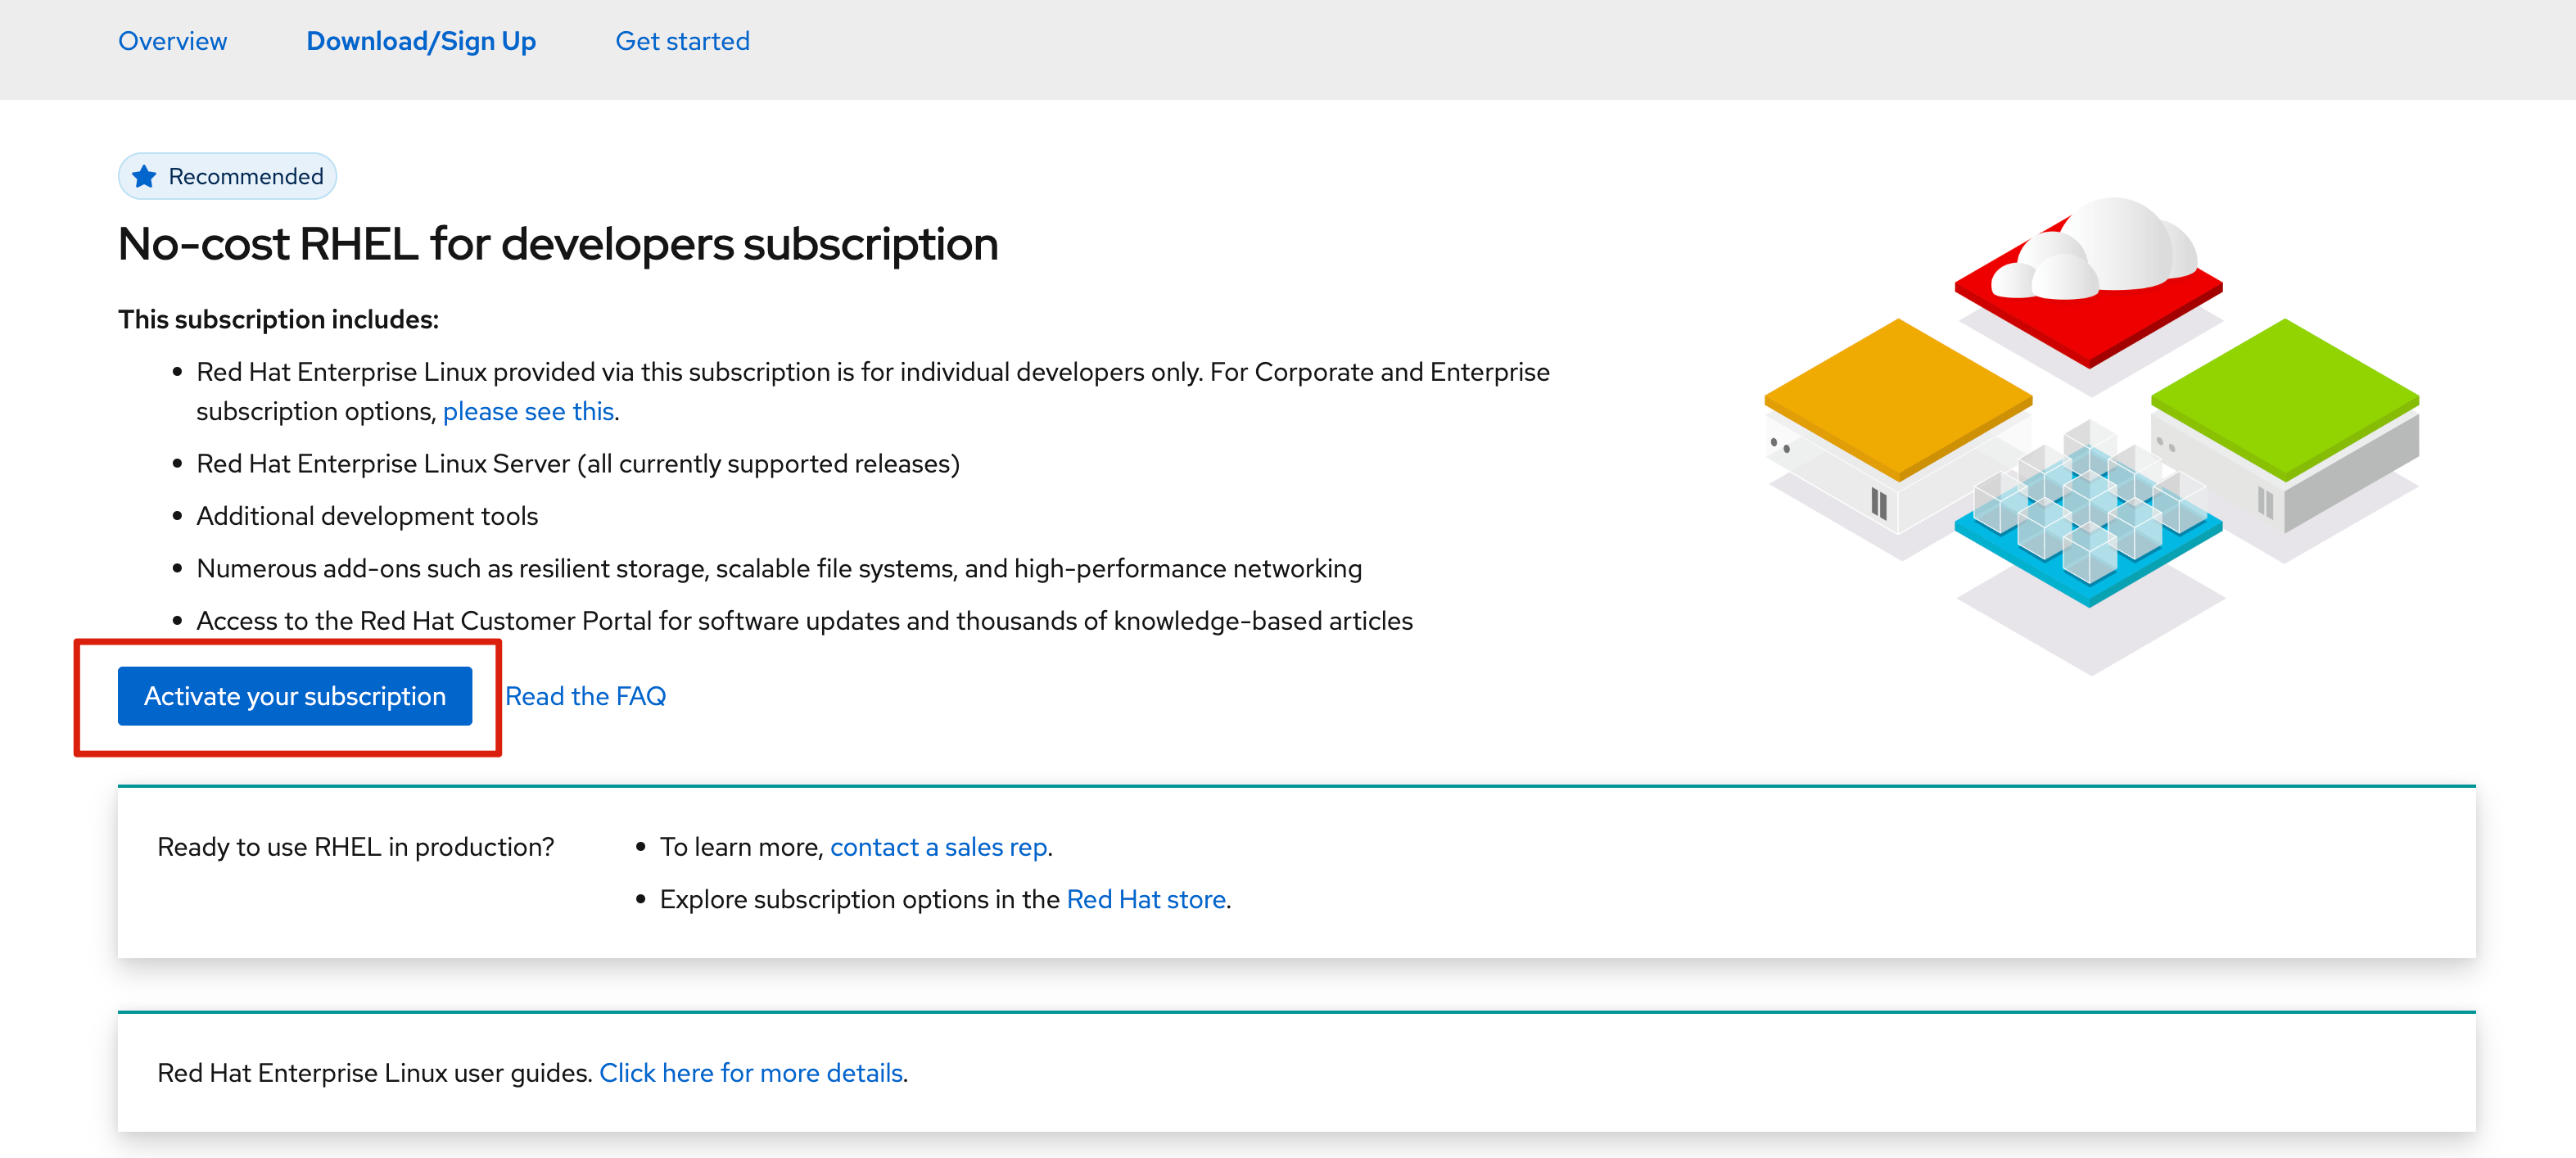 Overview Download/Sign Up Get started
Recommended
No-cost RHEL for developers subscription
This subscription includes:
• Red Hat Enterprise Linux provided via this subscription is for individual developers only. For Corporate and Enterprise
subscription options, please see this.
• Red Hat Enterprise Linux Server (all currently supported releases)
• Additional development tools
• Numerous add-ons such as resilient storage, scalable file systems, and high-performance networking
• Access to the Red Hat Customer Portal for software updates and thousands of knowledge-based articles
Activate your subscription Read the FAQ
Ready to use RHEL in production?
• To learn more, contact a sales rep.
• Explore subscription options in the Red Hat store.
Red Hat Enterprise Linux user guides. Click here for more details.